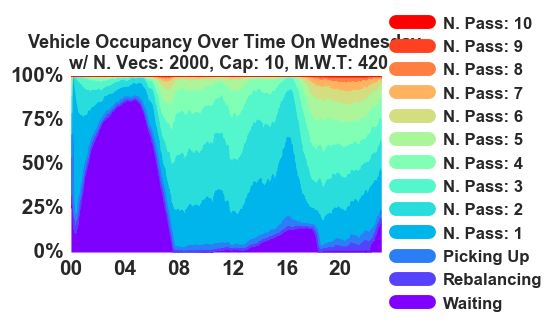 Vehicle Occupancy Over Time On Wednesday
w/ N. Vecs: 2000, Cap: 10, M.W.T: 420
100%
75%
50%
25%
0%
00 04 08 12 16 20
N. Pass: 10
N. Pass: 9
N. Pass: 8
N. Pass: 7
N. Pass: 6
N. Pass: 5
N. Pass: 4
N. Pass: 3
N. Pass: 2
N. Pass: 1
Picking Up
Rebalancing
Waiting